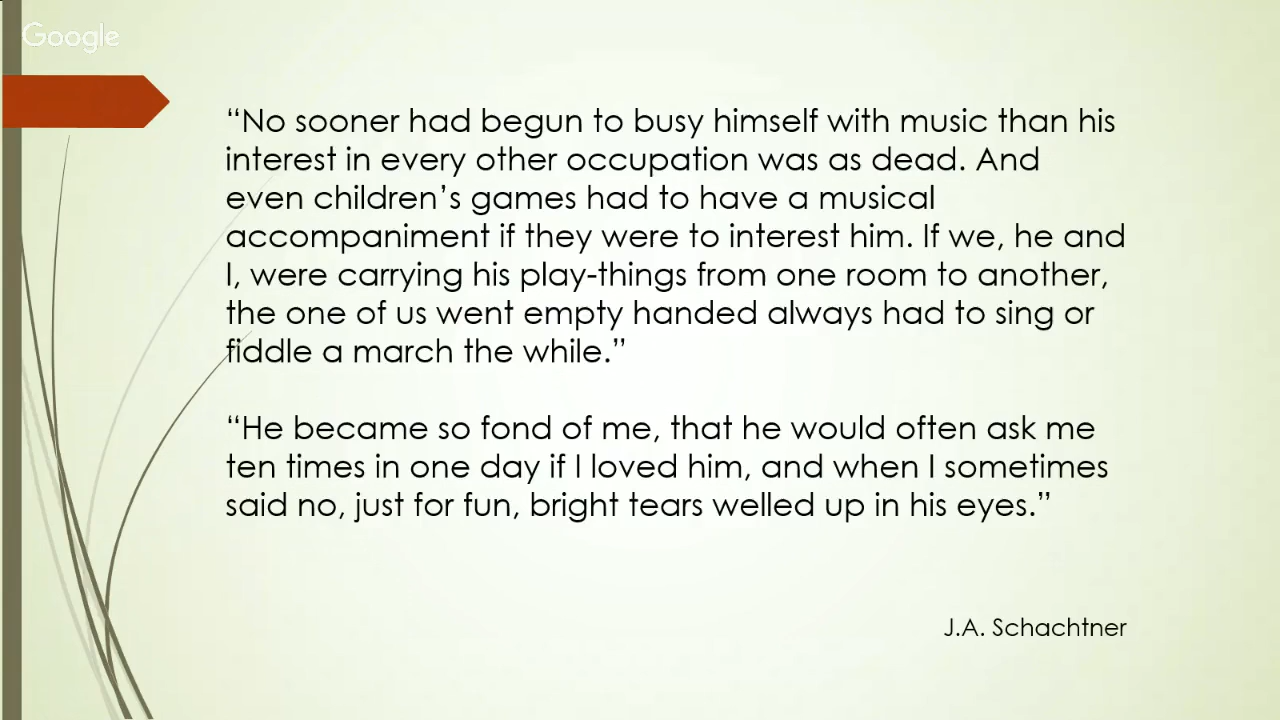 Google
“No sooner had begun to busy himself with music than his
interest in every other occupation was as dead. And
even children’s games had to have a musical
accompaniment if they were to interest him. If we, he and
I, were carrying his play-things from one room to another,
the one of us went empty handed always had to sing or
fiddle a march the while.”
“He became so fond of me, that he would often ask me
ten times in one day if I loved him, and when I sometimes
said no, just for fun, bright tears welled up in his eyes.”
J.A. Schachtner